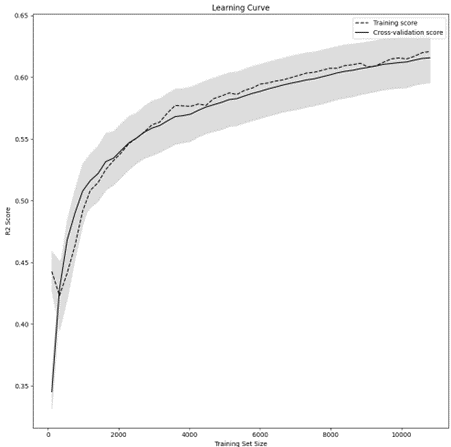 Learning Curve
Training score
Cross-validation score
0.65
0.60
0.55
0.50
0.45
0.40
0.35
R2 Score
0
2000
4000
6000
8000
10000
Training Set Size